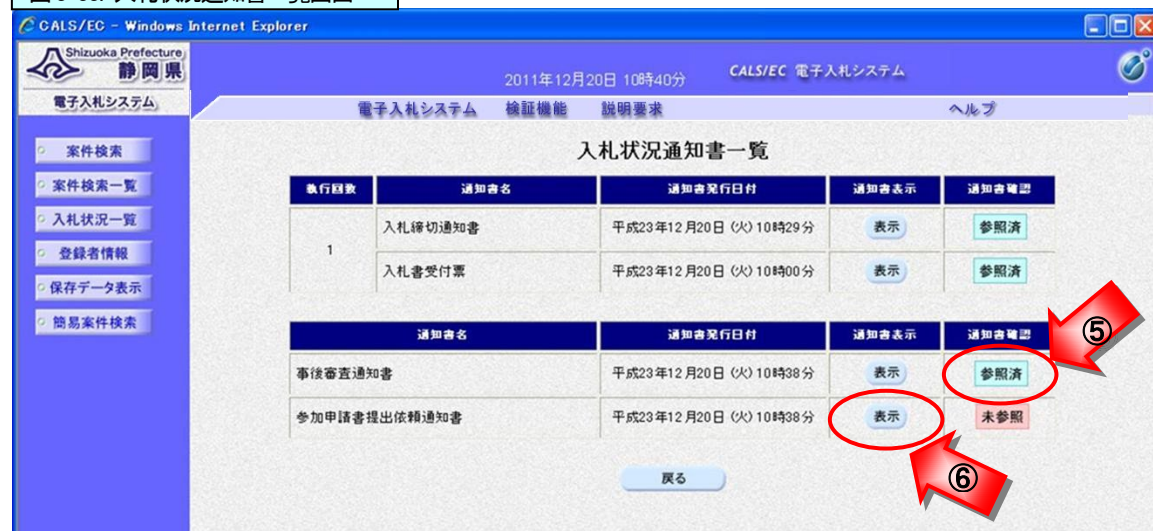 CALS/EC - Windows Internet Explorer
Shizuoka Prefecture
静岡県
電子入札システム
2011年12月20日 10時40分
CALS/EC 電子入札システム
電子入札システム 検証機能 説明要求 ヘルプ
案件検索
案件検索一覧
入札状況一覧
登録者情報
保存データ表示
簡易案件検索
入札状況通知書一覧
執行回数 通知書名 通知書発行日付 通知書表示 通知書確認
1
入札締切通知書 平成23年12月20日 (火) 10時29分 表示 参照済
入札書受付票 平成23年12月20日 (火) 10時00分 表示 参照済
通知書名 通知書発行日付 通知書表示 通知書確認
事後審査通知書 平成23年12月20日 (火) 10時38分 表示 参照済
参加申請書提出依頼通知書 平成23年12月20日 (火) 10時38分 表示 未参照
⑤
⑥
戻る